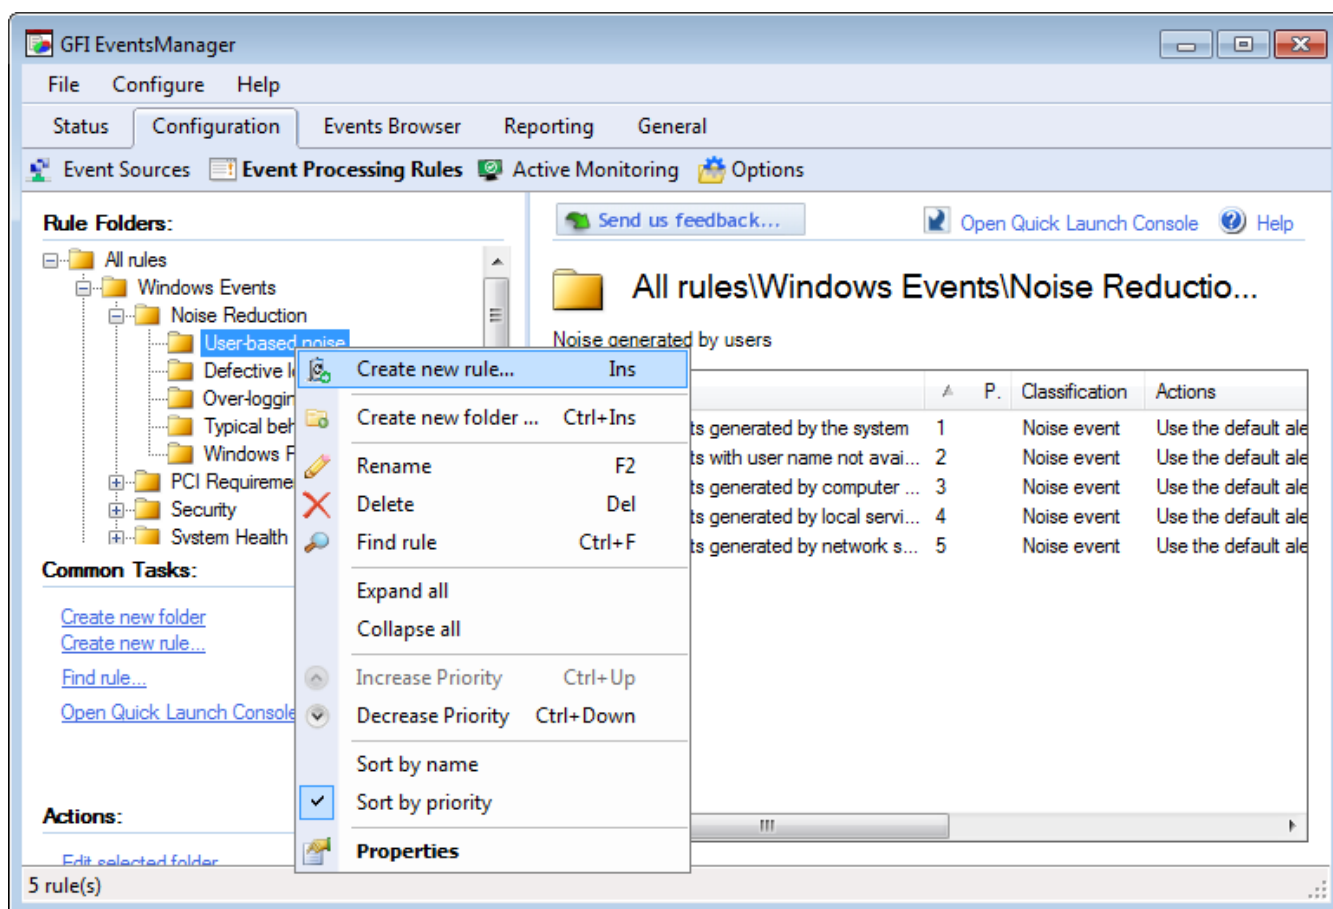 GFI EventsManager
File Configure Help
Status Configuration Events Browser Reporting General
Event Sources Event Processing Rules Active Monitoring Options
Rule Folders:
All rules
Windows Events
Noise Reduction
User-based noise
Defective l
Over-loggin
Typical beh
Windows F
PCI Requireme
Security
System Health
Common Tasks:
Create new folder
Create new rule...
Find rule...
Open Quick Launch Console
Actions:
Edit selected folder
Create new rule... Ins
Create new folder ... Ctrl+Ins
Rename F2
Delete Del
Find rule Ctrl+F
Expand all
Collapse all
Increase Priority Ctrl+Up
Decrease Priority Ctrl+Down
Sort by name
Sort by priority
Properties
Send us feedback... Open Quick Launch Console Help
All rules\Windows Events\Noise Reductio...
Noise generated by users
P. Classification Actions
ts generated by the system 1 Noise event Use the default ale
ts with user name not avai... 2 Noise event Use the default ale
ts generated by computer ... 3 Noise event Use the default ale
ts generated by local servi... 4 Noise event Use the default ale
ts generated by network s... 5 Noise event Use the default ale
5 rule(s)